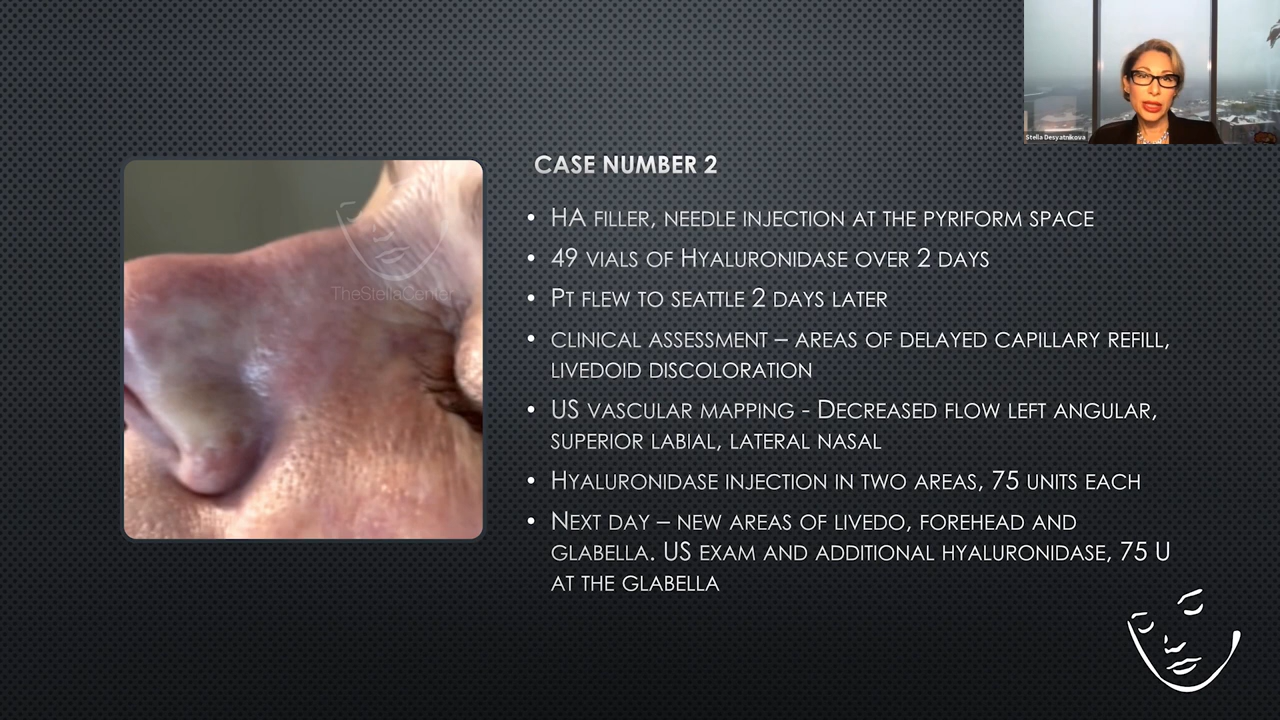 Stella Desyatnikova
CASE NUMBER 2
• HA FILLER, NEEDLE INJECTION AT THE PYRIFORM SPACE
• 49 VIALS OF HYALURONIDASE OVER 2 DAYS
• PT FLEW TO SEATTLE 2 DAYS LATER
• CLINICAL ASSESSMENT – AREAS OF DELAYED CAPILLARY REFILL,
LIVEDOID DISCOLORATION
• US VASCULAR MAPPING - DECREASED FLOW LEFT ANGULAR,
SUPERIOR LABIAL, LATERAL NASAL
• HYALURONIDASE INJECTION IN TWO AREAS, 75 UNITS EACH
• NEXT DAY – NEW AREAS OF LIVEDO, FOREHEAD AND
GLABELLA. US EXAM AND ADDITIONAL HYALURONIDASE, 75 U
AT THE GLABELLA
TheStellaCenter